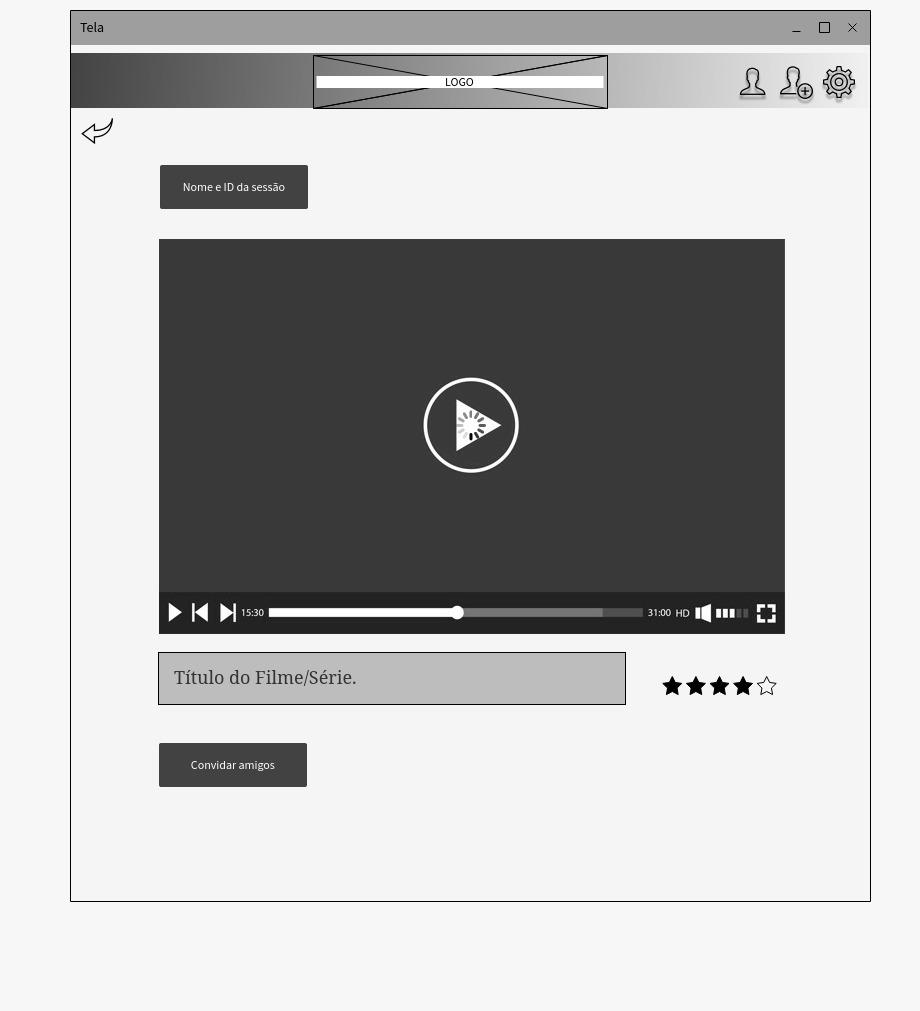 Tela
LOGO
Nome e ID da sessão
15:30
31:00 HD
Título do Filme/Série.
Convidar amigos